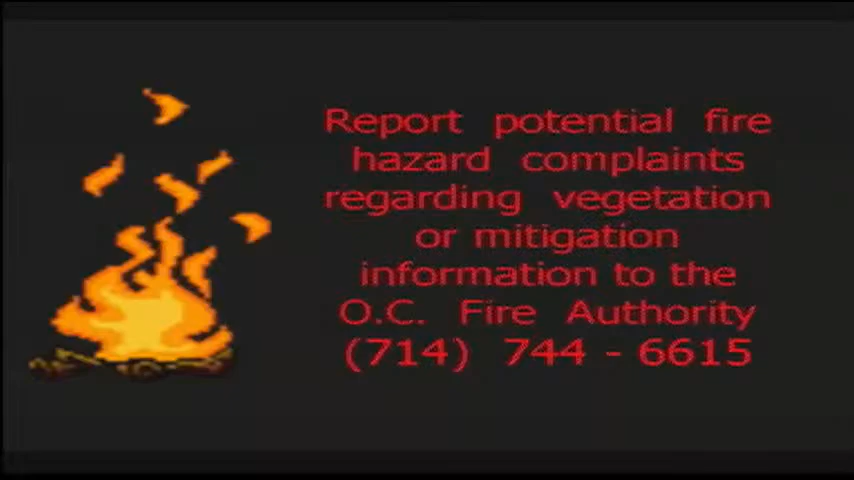 Report potential fire
hazard complaints
regarding vegetation
or mitigation
information to the
O.C. Fire Authority
(714) 744 - 6615